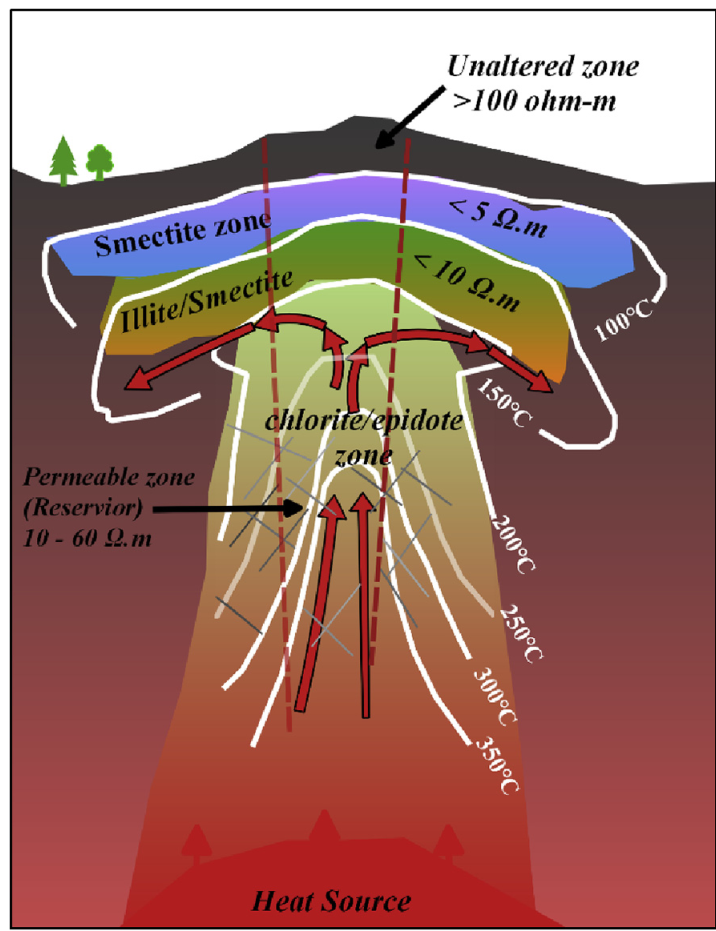 Unaltered zone
>100 ohm-m
Smectite zone
< 5 Ω.m
Illite/Smectite
< 10 Ω.m
100°C
150°C
chlorite/epidote
zone
Permeable zone
(Reservior)
10 - 60 Ω.m
200°C
250°C
300°C
350°C
Heat Source